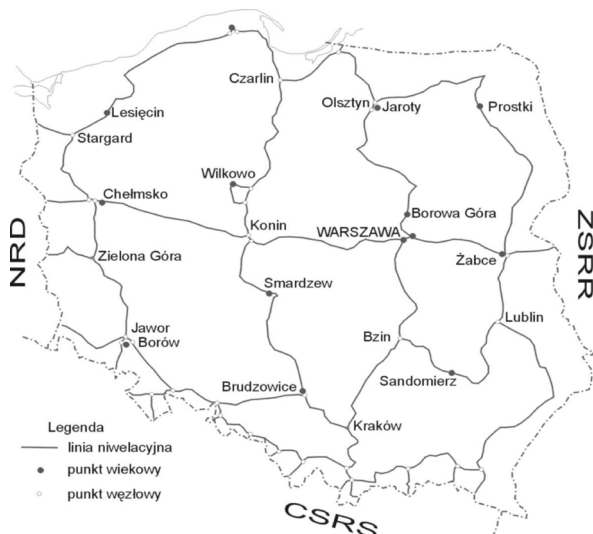 Czarlin
Olsztyn
Jaroty
Prostki
Lesięcin
Stargard
Wilkowo
Chełmsko
Borowa Góra
Konin
WARSZAWA
NRD
ZSRR
Zielona Góra
Żabce
Smardzew
Lublin
Jawor
Borów
Bzin
Sandomierz
Brudzowice
Kraków
Legenda
linia niwelacyjna
punkt wiekowy
punkt węzłowy
CSRS